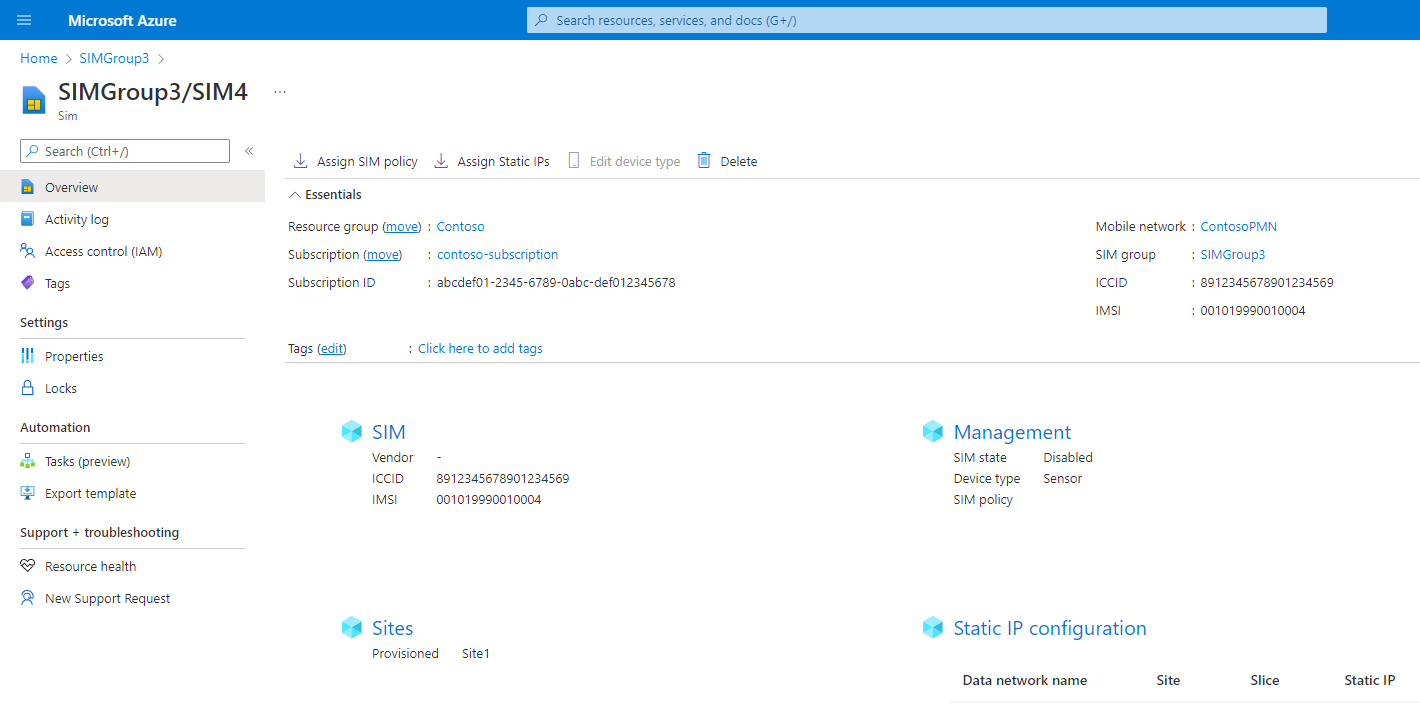 Microsoft Azure
Search resources, services, and docs (G+/)
Home > SIMGroup3 >
SIMGroup3/SIM4 ...
Sim
Search (Ctrl+/) «
Overview
Activity log
Access control (IAM)
Tags
Settings
Properties
Locks
Automation
Tasks (preview)
Export template
Support + troubleshooting
Resource health
New Support Request
Assign SIM policy Assign Static IPs Edit device type Delete
Essentials
Resource group (move) : Contoso
Subscription (move) : contoso-subscription
Subscription ID : abcdef01-2345-6789-0abc-def012345678
Mobile network : ContosoPMN
SIM group : SIMGroup3
ICCID : 8912345678901234569
IMSI : 001019990010004
Tags (edit) : Click here to add tags
SIM
Vendor -
ICCID 8912345678901234569
IMSI 001019990010004
Management
SIM state Disabled
Device type Sensor
SIM policy
Sites
Provisioned Site1
Static IP configuration
Data network name Site Slice Static IP